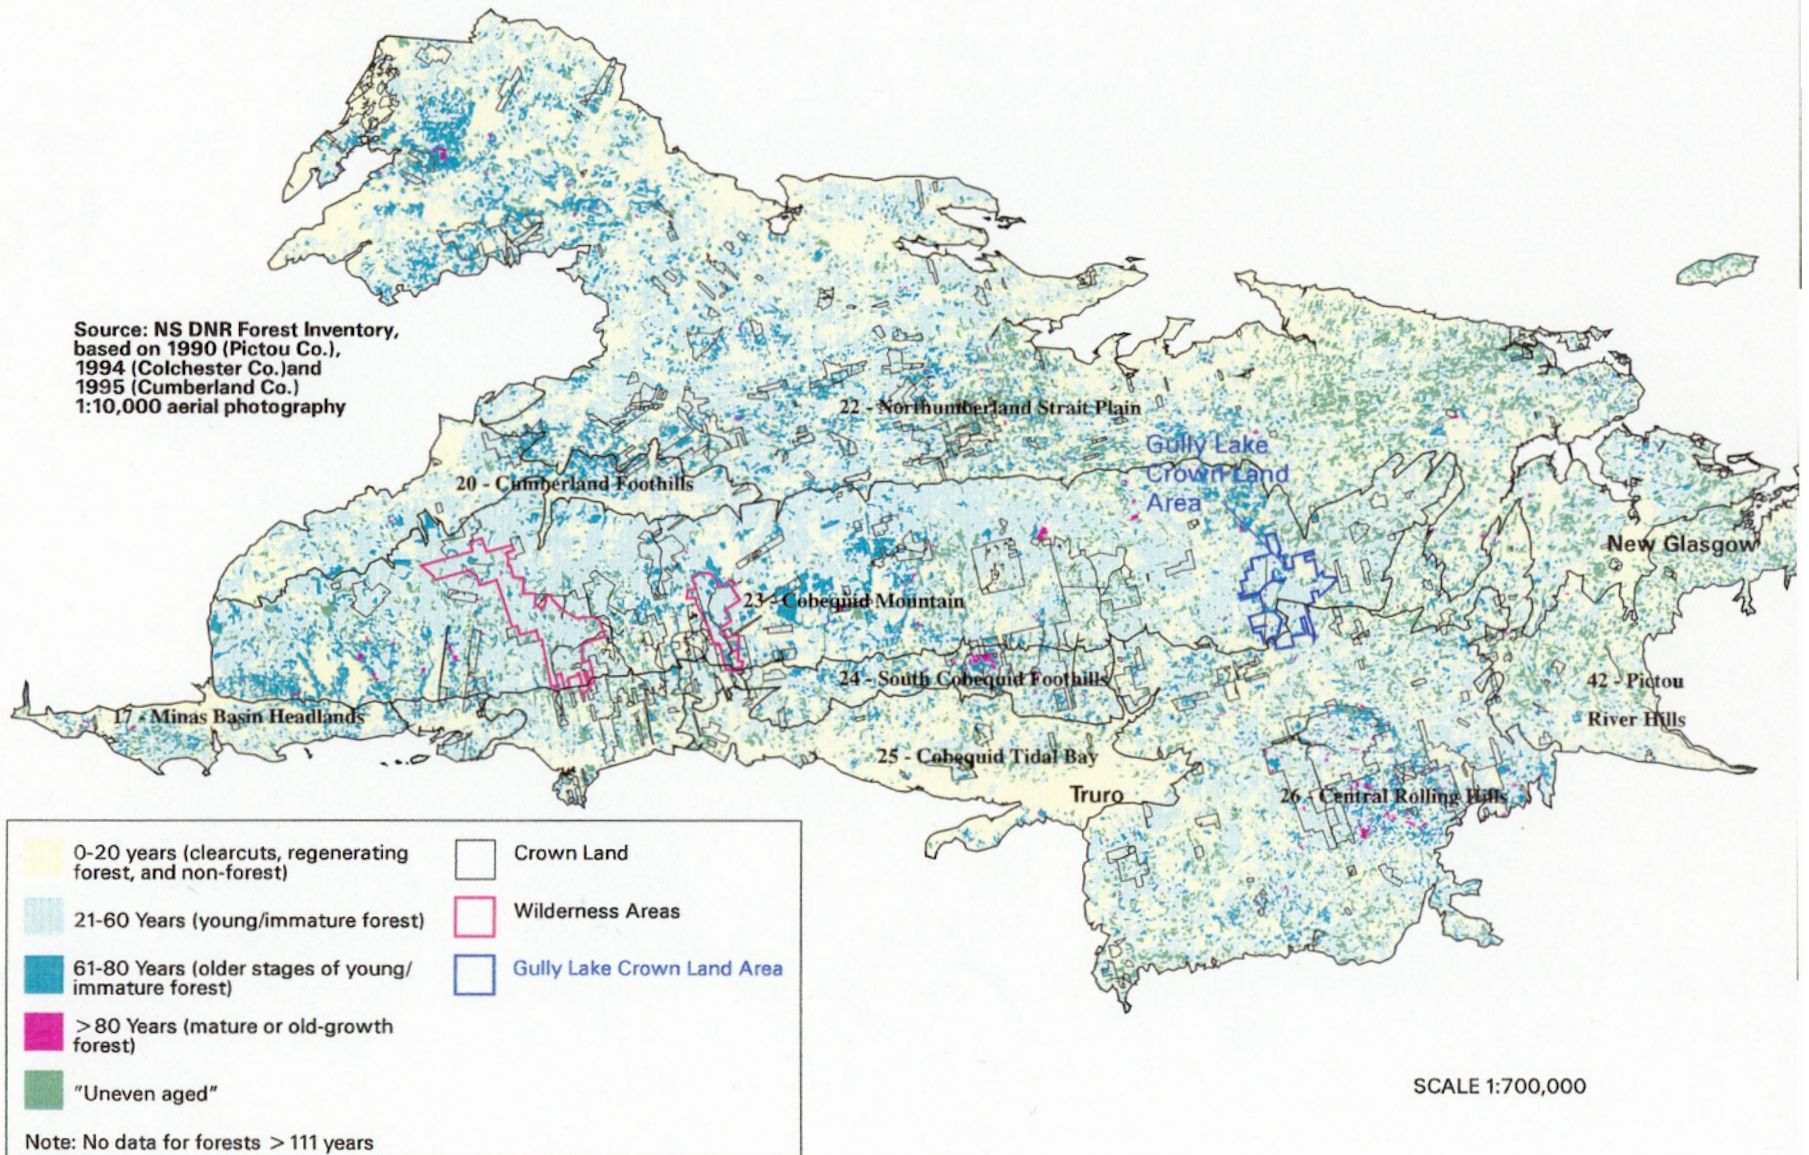 Source: NS DNR Forest Inventory,
based on 1990 (Pictou Co.),
1994 (Colchester Co.)and
1995 (Cumberland Co.)
1:10,000 aerial photography
22 - Northumberland Strait Plain
Gully Lake
Crown Land
Area
20 - Cumberland Foothills
New Glasgow
23 - Cobequid Mountain
24 - South Cobequid Foothills
42 - Pictou
River Hills
17 - Minas Basin Headlands
25 - Cobequid Tidal Bay
Truro
26 - Central Rolling Hills
0-20 years (clearcuts, regenerating
forest, and non-forest)
21-60 Years (young/immature forest)
61-80 Years (older stages of young/
immature forest)
>80 Years (mature or old-growth
forest)
"Uneven aged"
Note: No data for forests >111 years
Crown Land
Wilderness Areas
Gully Lake Crown Land Area
SCALE 1:700,000